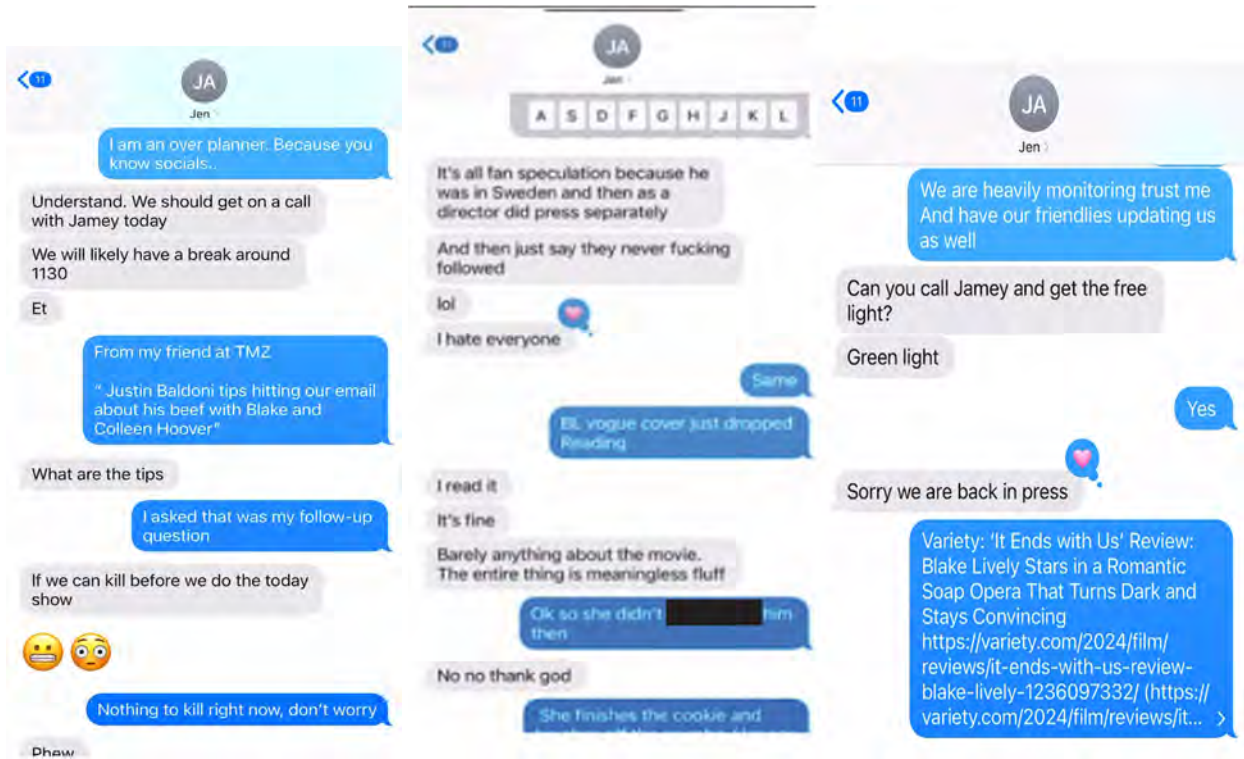 11
JA
Jen
I am an over planner. Because you
know socials..
Understand. We should get on a call
with Jamey today
We will likely have a break around
1130
Et
From my friend at TMZ
“ Justin Baldoni tips hitting our email
about his beef with Blake and
Colleen Hoover”
What are the tips
I asked that was my follow-up
question
If we can kill before we do the today
show
Nothing to kill right now, don’t worry
Phew
11
JA
Jen
A S D F G H J K L
It's all fan speculation because he
was in Sweden and then as a
director did press separately
And then just say they never fucking
followed
lol
I hate everyone
Same
BL vogue cover just dropped
Reading
I read it
It's fine
Barely anything about the movie.
The entire thing is meaningless fluff
Ok so she didn't him
then
No no thank god
She finishes the cookie and
11
JA
Jen
We are heavily monitoring trust me
And have our friendlies updating us
as well
Can you call Jamey and get the free
light?
Green light
Yes
Sorry we are back in press
Variety: ‘It Ends with Us’ Review:
Blake Lively Stars in a Romantic
Soap Opera That Turns Dark and
Stays Convincing
https://variety.com/2024/film/
reviews/it-ends-with-us-review-
blake-lively-1236097332/ (https://
variety.com/2024/film/reviews/it...